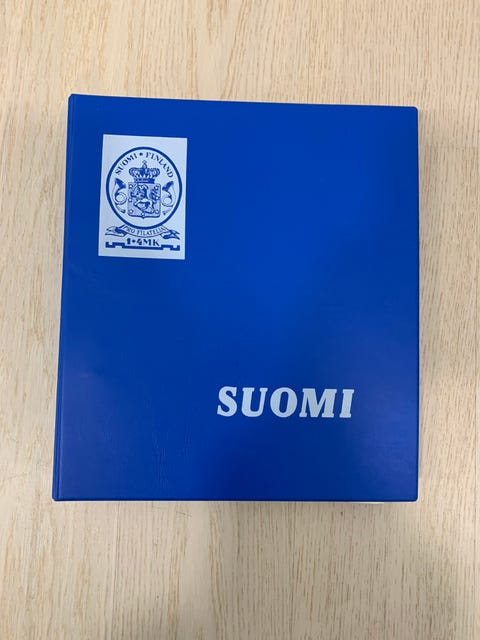 SUOMI • FINLAND
PRO FILATELIA
1+4MK
SUOMI